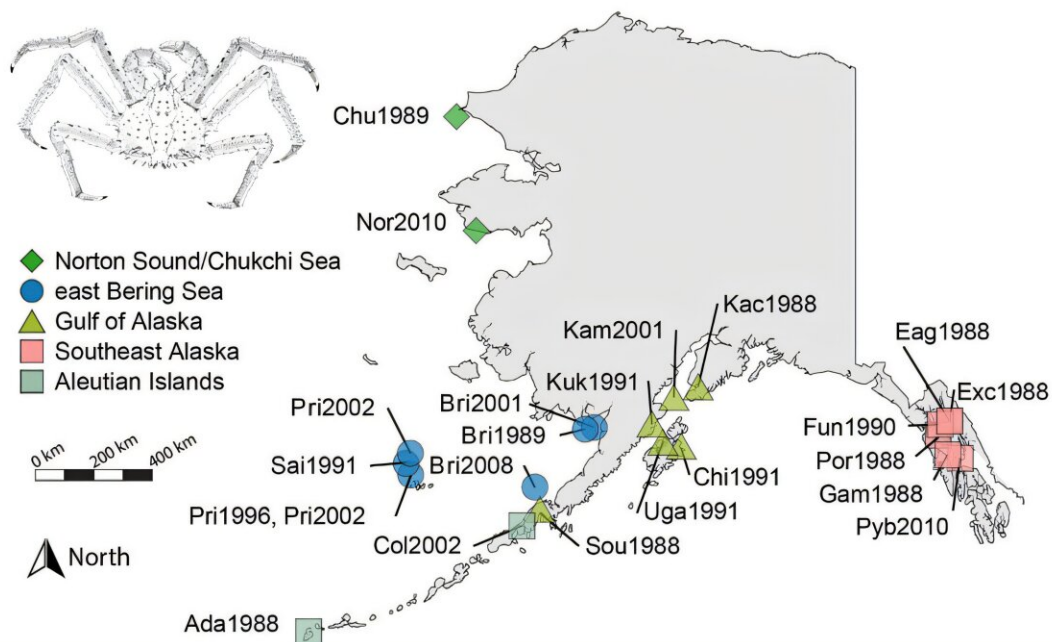 Chu1989
Nor2010
Norton Sound/Chukchi Sea
east Bering Sea
Gulf of Alaska
Southeast Alaska
Aleutian Islands
Kac1988
Kam2001
Eag1988
Kuk1991
Exc1988
Pri2002
Bri2001
Fun1990
Bri1989
Por1988
Sai1991
Bri2008
Chi1991
Gam1988
Pri1996, Pri2002
Uga1991
Pyb2010
Col2002
Sou1988
0 km
200 km
400 km
North
Ada1988